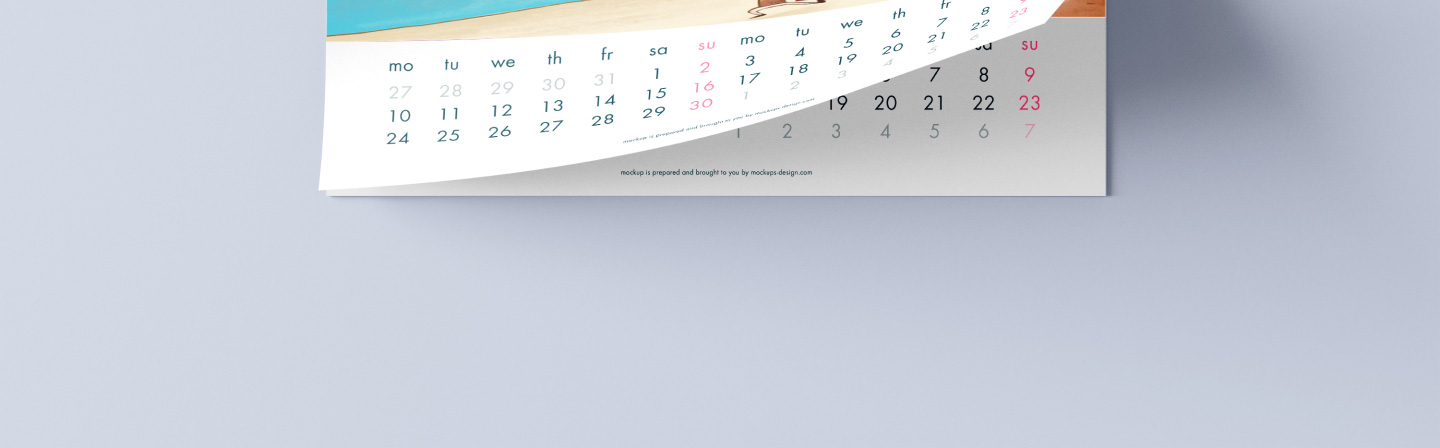 mo tu we th fr sa su mo tu we th fr
27 28 29 30 31 1 2 3 4 5 6 7 8 9
10 11 12 13 14 15 16 17 18 19 20 21 22 23
24 25 26 27 28 29 30 1 2 3 4 5 6
mockup is prepared and brought to you by mockups-design.com
sa su
7 8 9
19 20 21 22 23
1 2 3 4 5 6 7
mockup is prepared and brought to you by mockups-design.com